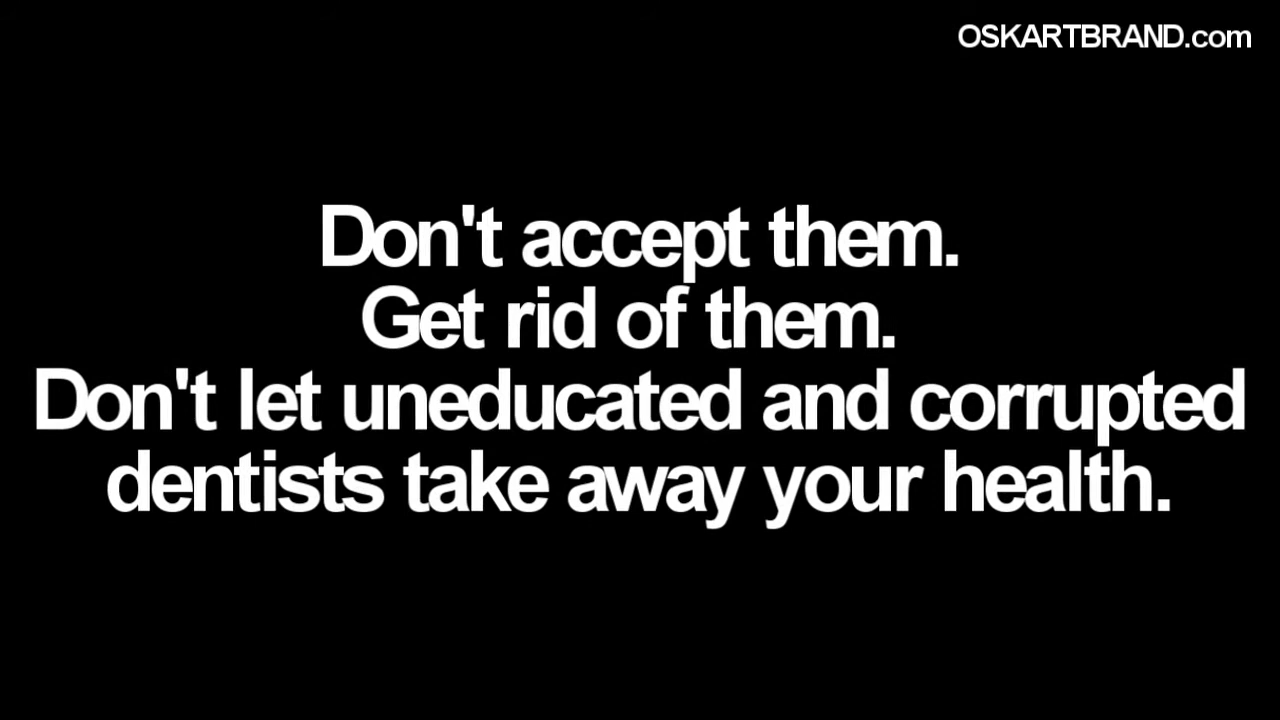 OSKARTBRAND.com
Don't accept them.
Get rid of them.
Don't let uneducated and corrupted
dentists take away your health.